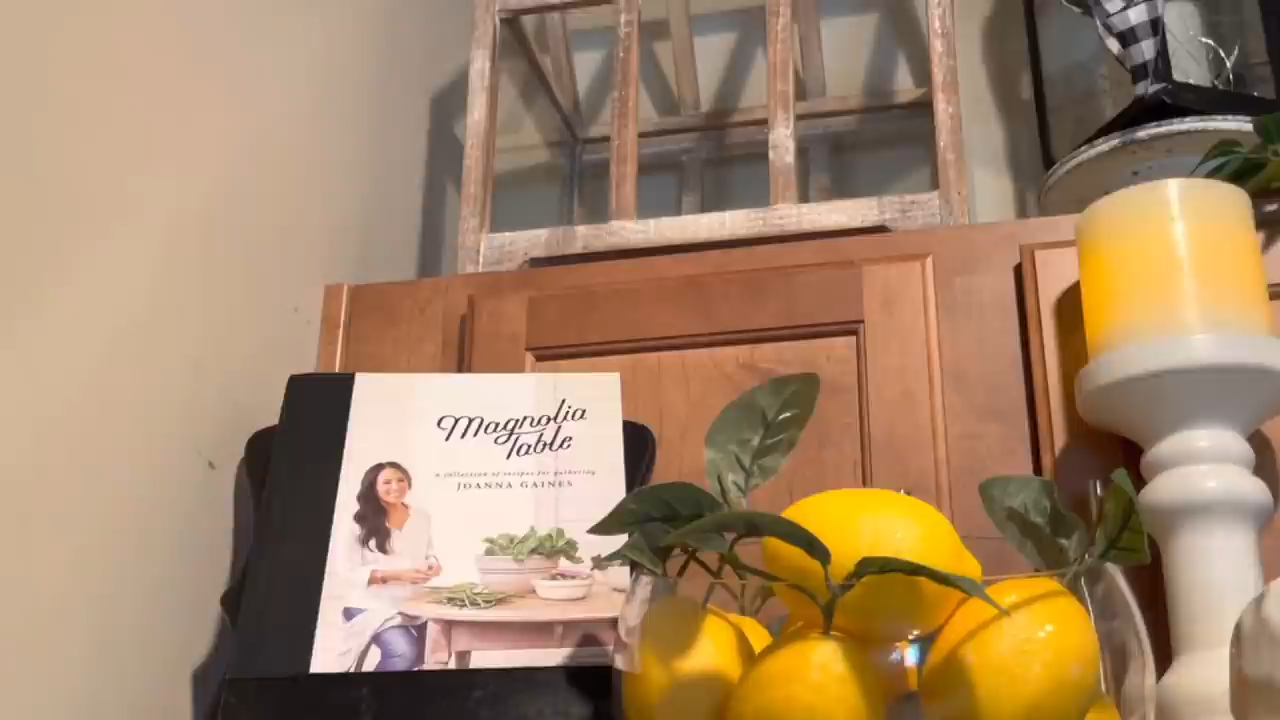 Magnolia
Table
a collection of recipes for gathering
JOANNA GAINES